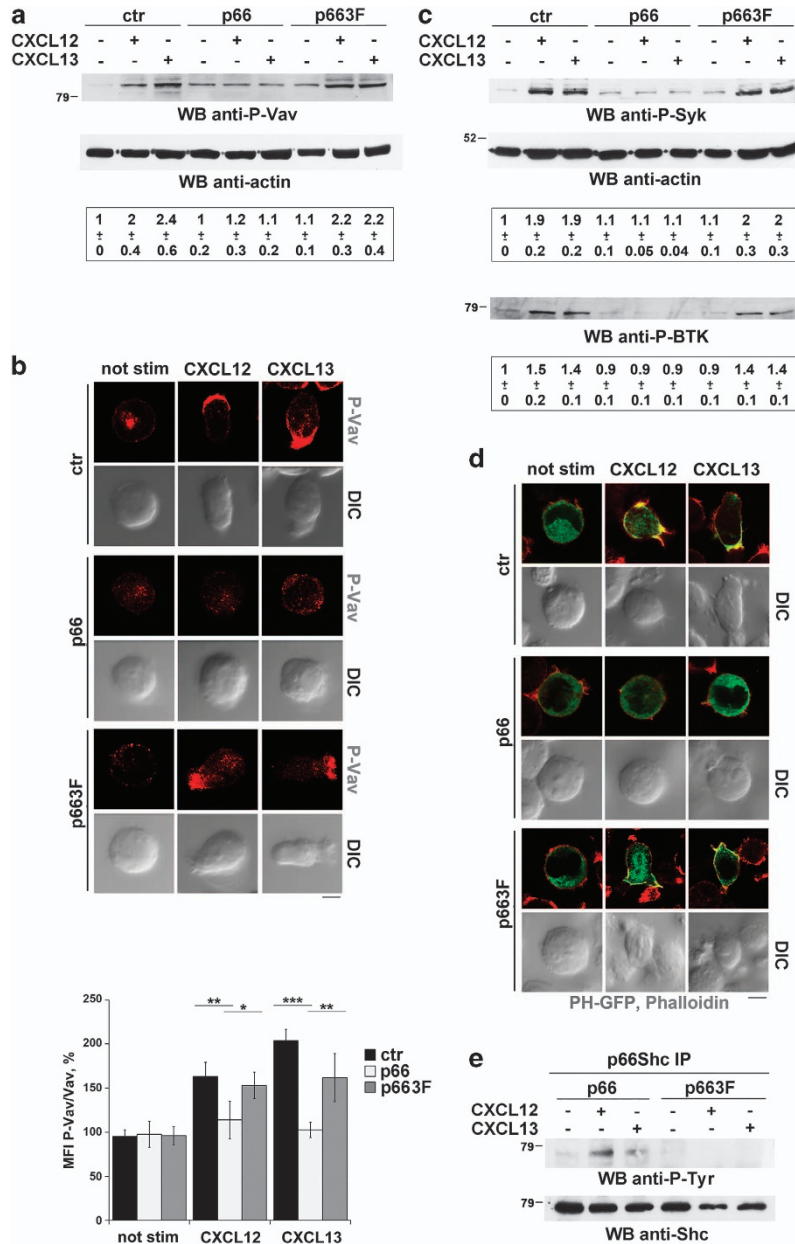 a
ctr p66 p663F
CXCL12 - + - - + - - + -
CXCL13 - - + - - + - - +
79
WB anti-P-Vav
WB anti-actin
1 2 2.4 1 1.2 1.1 1.1 2.2 2.2
± ± ± ± ± ± ± ± ±
0 0.4 0.6 0.2 0.3 0.2 0.1 0.3 0.4
b
not stim CXCL12 CXCL13
ctr
P-Vav
DIC
p66
P-Vav
DIC
p663F
P-Vav
DIC
250
200
150
100
50
0
MFI P-Vav/Vav, %
** * *** **
ctr
p66
p663F
not stim CXCL12 CXCL13
c
ctr p66 p663F
CXCL12 - + - - + - - + -
CXCL13 - - + - - + - - +
79
WB anti-P-Syk
52
WB anti-actin
1 1.9 1.9 1.1 1.1 1.1 1.1 2 2
± ± ± ± ± ± ± ± ±
0 0.2 0.2 0.1 0.05 0.04 0.1 0.3 0.3
79
WB anti-P-BTK
1 1.5 1.4 0.9 0.9 0.9 0.9 1.4 1.4
± ± ± ± ± ± ± ± ±
0 0.2 0.1 0.1 0.1 0.1 0.1 0.1 0.1
d
not stim CXCL12 CXCL13
ctr
DIC
p66
DIC
p663F
DIC
PH-GFP, Phalloidin
e
p66Shc IP
p66 p663F
CXCL12 - + - - + -
CXCL13 - - + - - +
79
WB anti-P-Tyr
79
WB anti-Shc